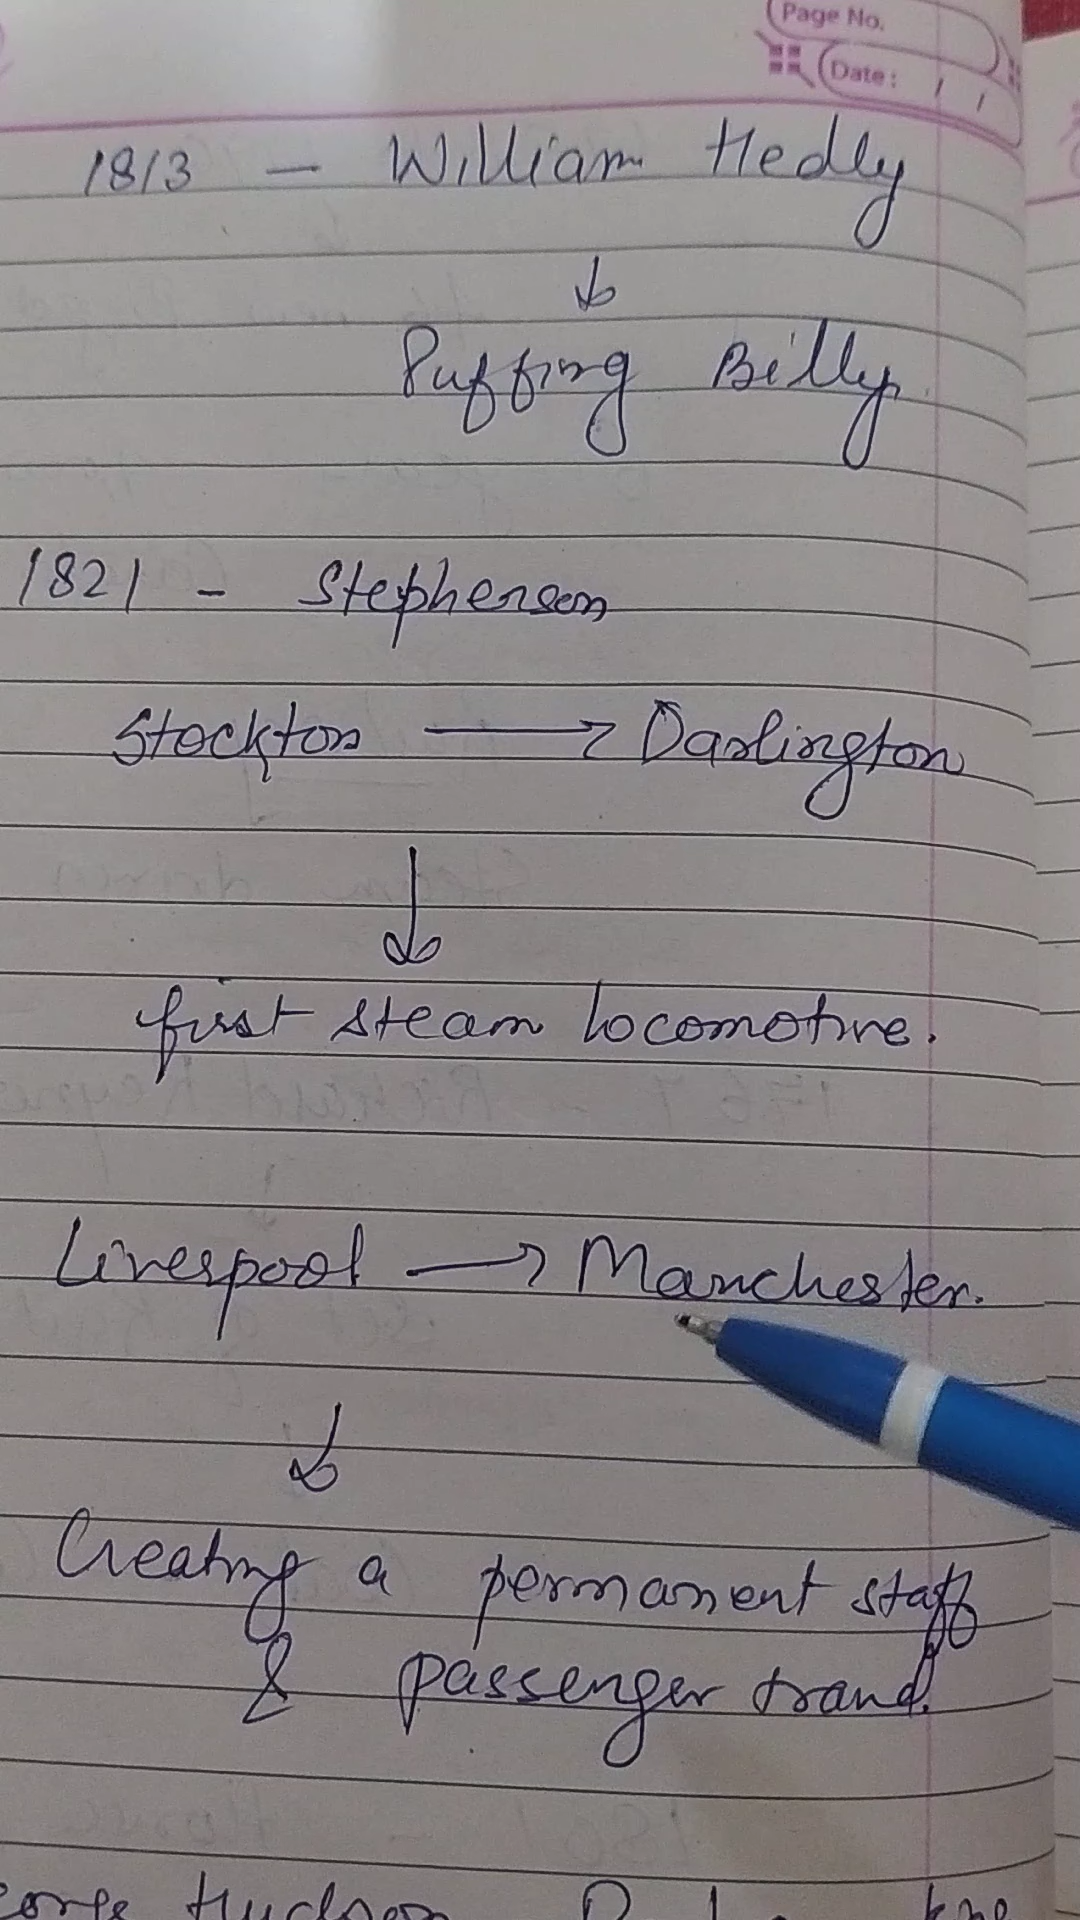 Page No.
Date: / /
1813 - William Hedly
↓
Puffing Billy
1821 - Stephenson
Stockton → Darlington
↓
first steam locomotive.
Liverpool → Manchester.
↓
Creating a permanent staff
& passenger
Hudson